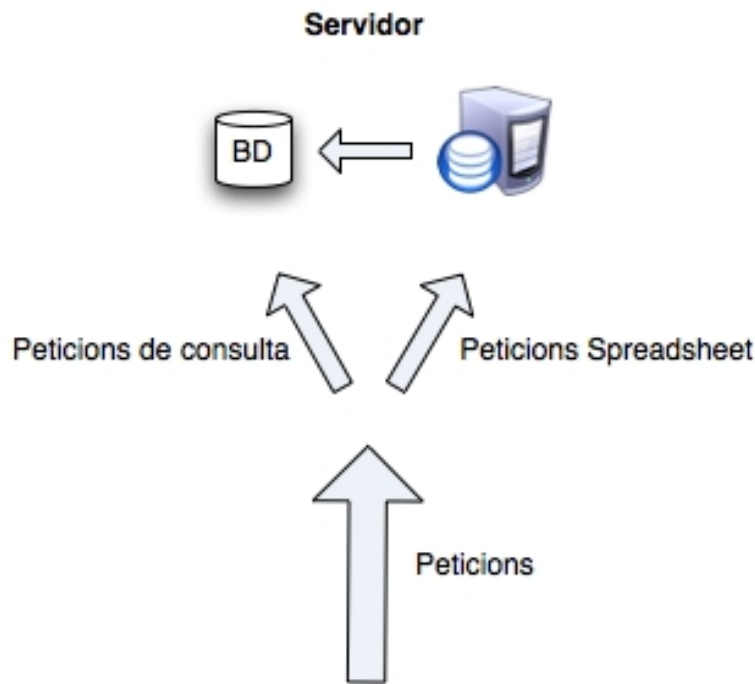 Servidor
BD
Peticions de consulta
Peticions Spreadsheet
Peticions